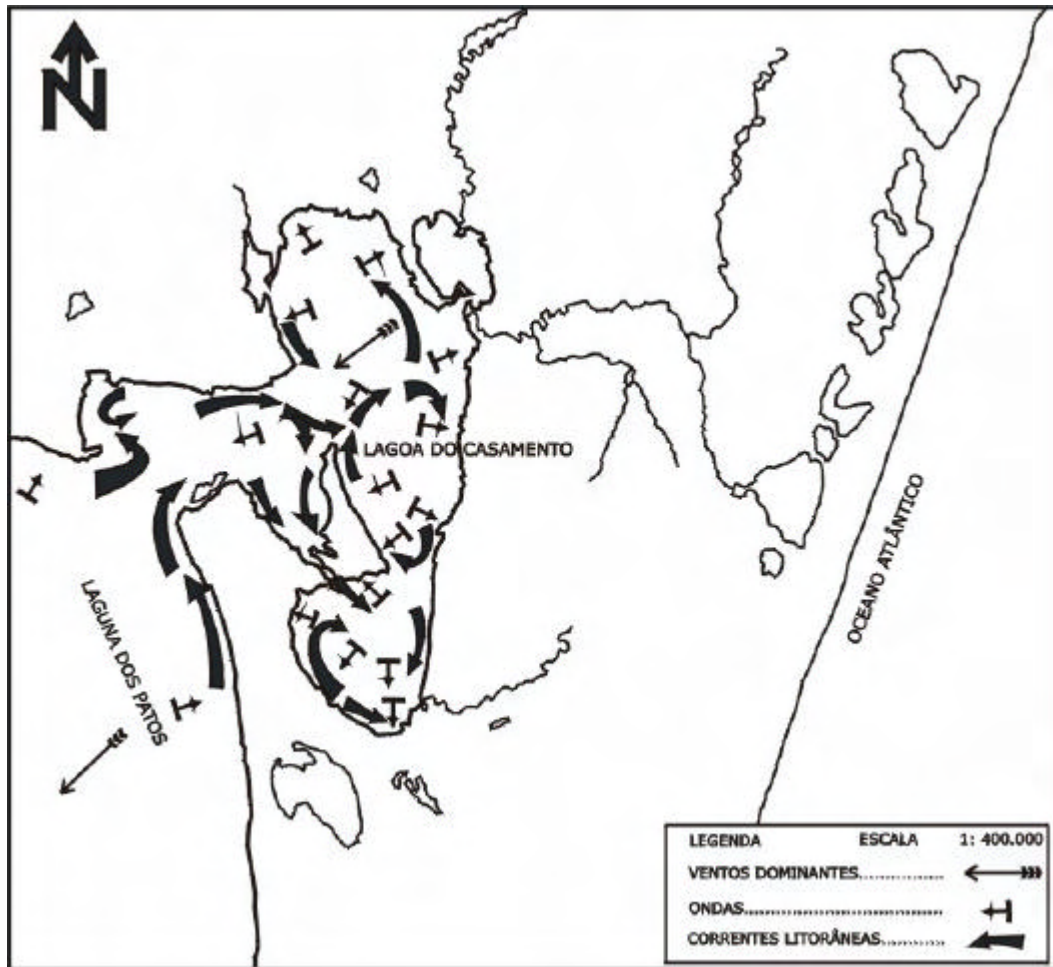 N
LAGOA DO CASAMENTO
LAGUNA DOS PATOS
OCEANO ATLÂNTICO
LEGENDA ESCALA 1: 400.000
VENTOS DOMINANTES................
ONDAS........................................
CORRENTES LITORÂNEAS............